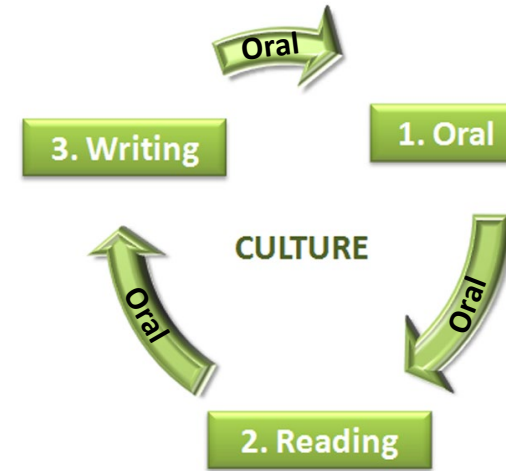 Oral
3. Writing
1. Oral
CULTURE
Oral
Oral
2. Reading